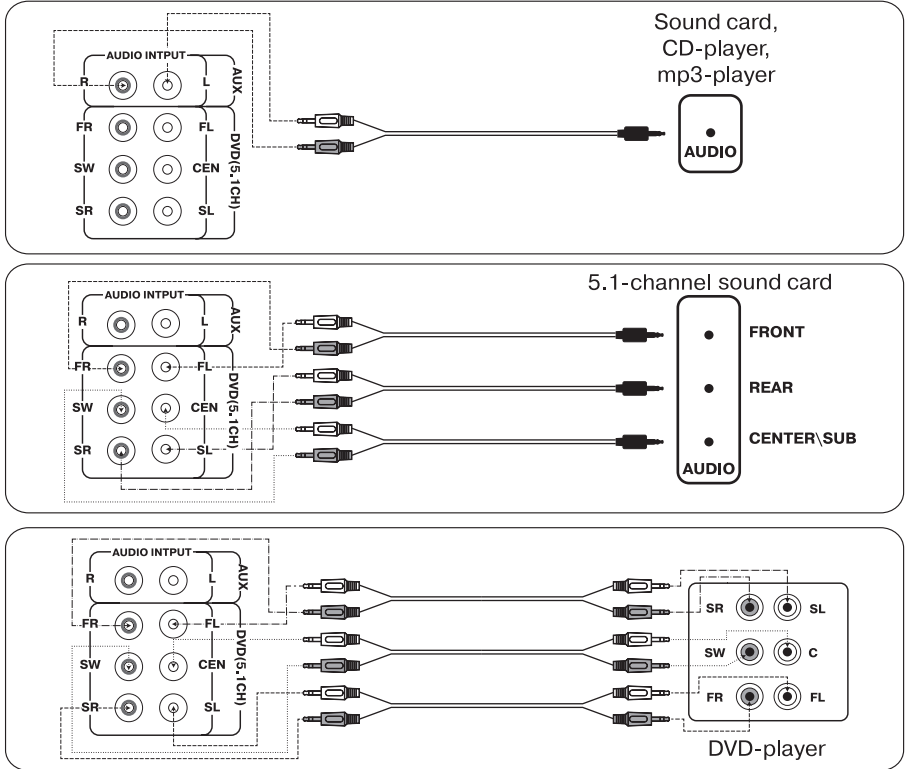 Sound card,
CD-player,
mp3-player
AUDIO INTPUT
R L
AUX
FR FL
SW CEN
SR SL
DVD(5.1CH)
AUDIO
5.1-channel sound card
AUDIO INTPUT
R L
AUX
FR FL
SW CEN
SR SL
DVD(5.1CH)
FRONT
REAR
CENTER\SUB
AUDIO
AUDIO INTPUT
R L
AUX
FR FL
SW CEN
SR SL
DVD(5.1CH)
SR SL
SW C
FR FL
DVD-player